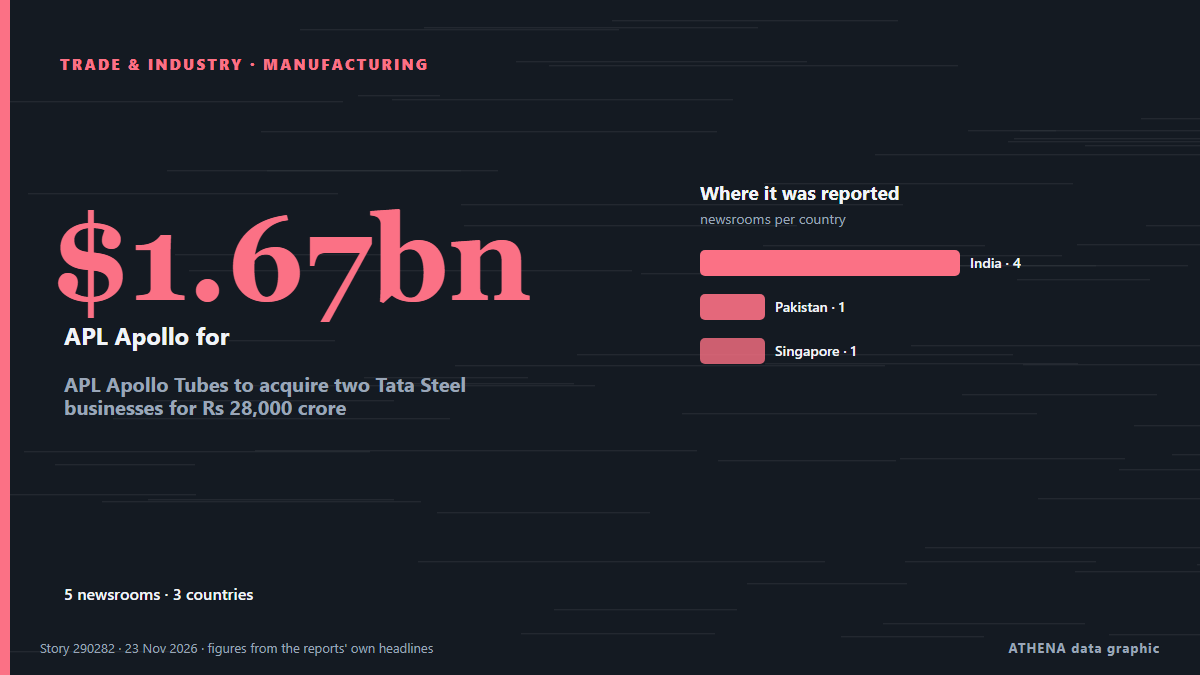 TRADE & INDUSTRY · MANUFACTURING
$1.67bn
APL Apollo for
APL Apollo Tubes to acquire two Tata Steel
businesses for Rs 28,000 crore
Where it was reported
newsrooms per country
India · 4
Pakistan · 1
Singapore · 1
5 newsrooms · 3 countries
Story 290282 · 23 Nov 2026 · figures from the reports' own headlines
ATHENA data graphic